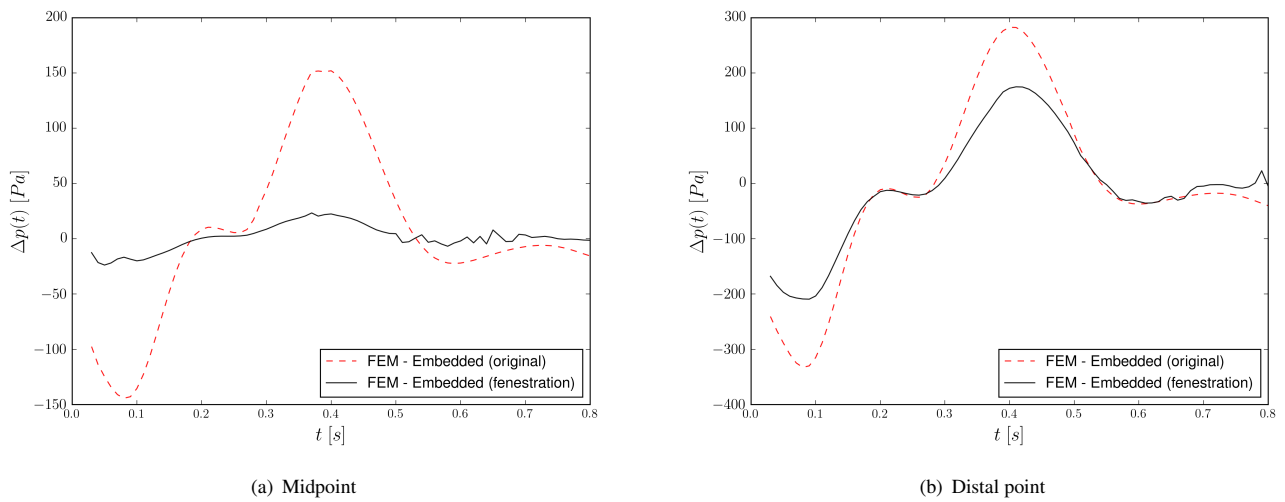 200
150
100
50
0
−50
−100
−150
Δp(t) [Pa]
0.0 0.1 0.2 0.3 0.4 0.5 0.6 0.7 0.8
t [s]
FEM - Embedded (original)
FEM - Embedded (fenestration)
(a) Midpoint
300
200
100
0
−100
−200
−300
−400
Δp(t) [Pa]
0.0 0.1 0.2 0.3 0.4 0.5 0.6 0.7 0.8
t [s]
FEM - Embedded (original)
FEM - Embedded (fenestration)
(b) Distal point